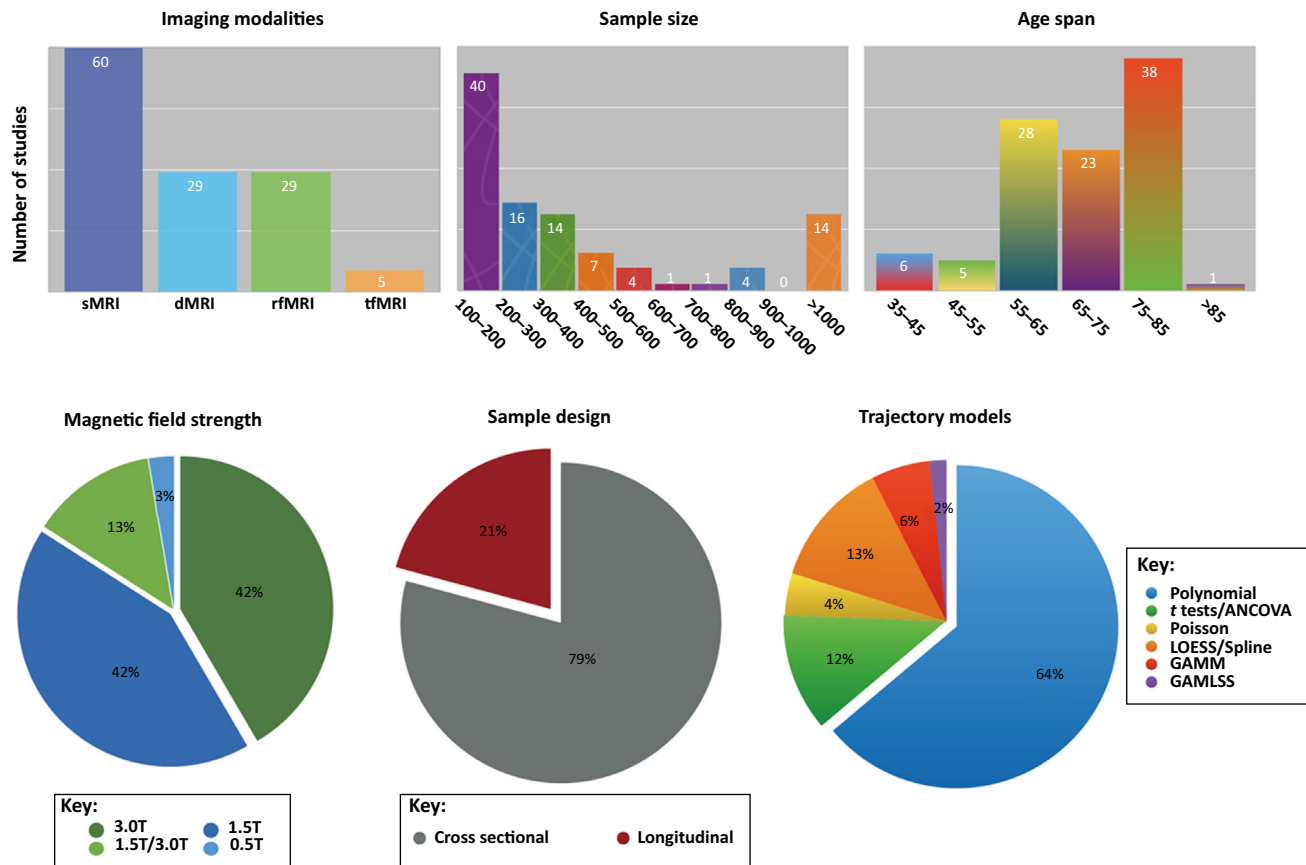 Imaging modalities
Sample size
Age span
Number of studies
60
29
29
5
sMRI
dMRI
rfMRI
tfMRI
40
16
14
7
4
1
1
4
0
14
100–200
200–300
300–400
400–500
500–600
600–700
700–800
800–900
900–1000
>1000
6
5
28
23
38
1
35–45
45–55
55–65
65–75
75–85
>85
Magnetic field strength
Sample design
Trajectory models
3%
13%
42%
42%
21%
79%
2%
6%
13%
4%
12%
64%
Key:
Polynomial
t tests/ANCOVA
Poisson
LOESS/Spline
GAMM
GAMLSS
Key:
3.0T
1.5T
1.5T/3.0T
0.5T
Key:
Cross sectional
Longitudinal